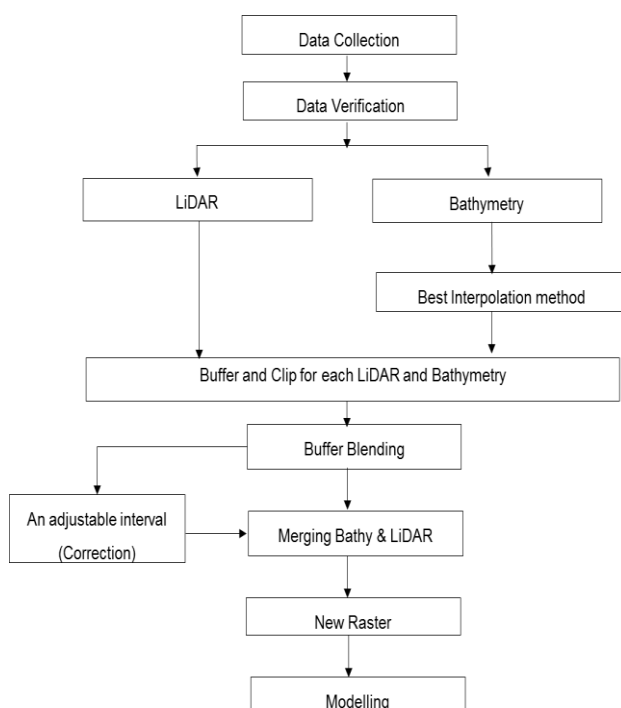 Data Collection
Data Verification
LiDAR
Bathymetry
Best Interpolation method
Buffer and Clip for each LiDAR and Bathymetry
Buffer Blending
An adjustable interval
(Correction)
Merging Bathy & LiDAR
New Raster
Modelling